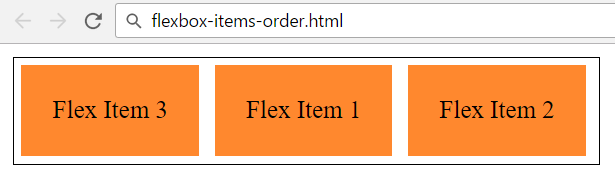 flexbox-items-order.html
Flex Item 3
Flex Item 1
Flex Item 2